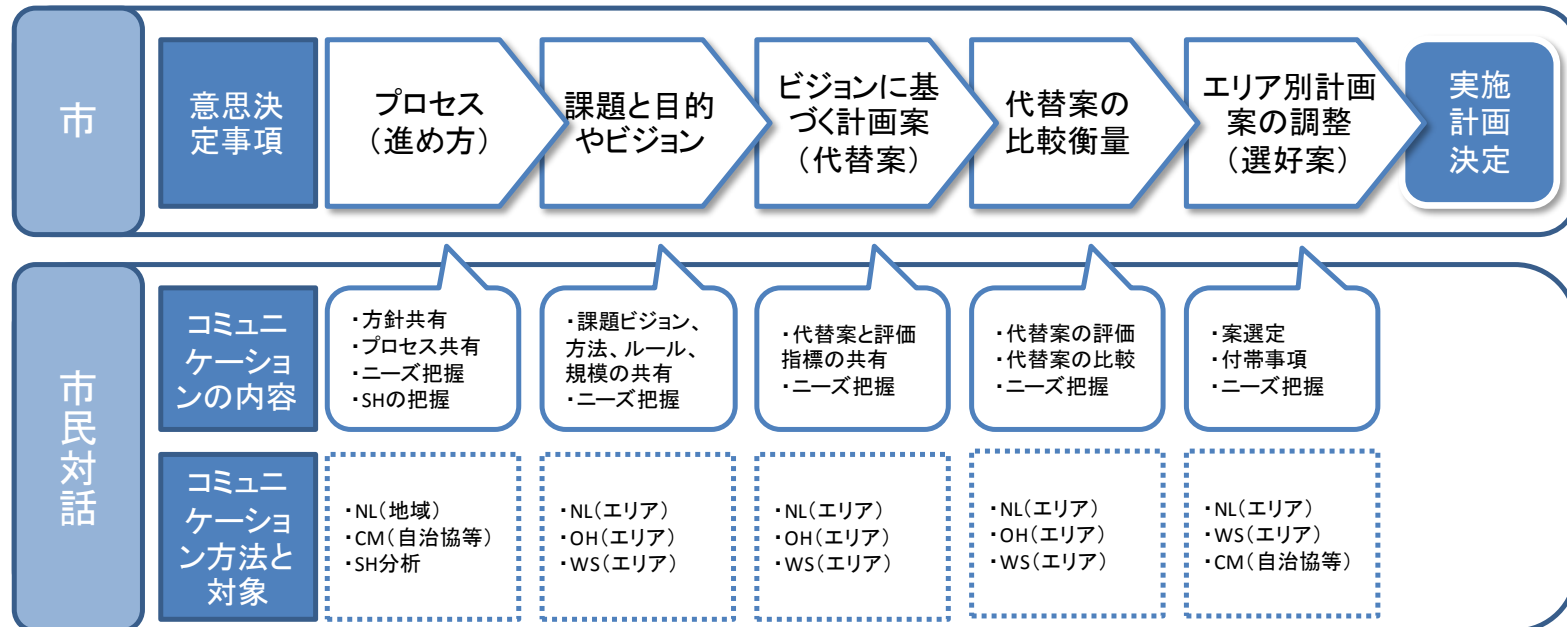 市
意思決
定事項
プロセス
（進め方）
課題と目的
やビジョン
ビジョンに基
づく計画案
（代替案）
代替案の
比較衡量
エリア別計画
案の調整
（選好案）
実施
計画
決定
市民対話
コミュニ
ケーショ
ンの内容
・方針共有
・プロセス共有
・ニーズ把握
・SHの把握
・課題ビジョン、
方法、ルール、
規模の共有
・ニーズ把握
・代替案と評価
指標の共有
・ニーズ把握
・代替案の評価
・代替案の比較
・ニーズ把握
・案選定
・付帯事項
・ニーズ把握
コミュニ
ケーショ
ン方法と
対象
・NL（地域）
・CM（自治協等）
・SH分析
・NL（エリア）
・OH（エリア）
・WS（エリア）
・NL（エリア）
・OH（エリア）
・WS（エリア）
・NL（エリア）
・OH（エリア）
・WS（エリア）
・NL（エリア）
・WS（エリア）
・CM（自治協等）